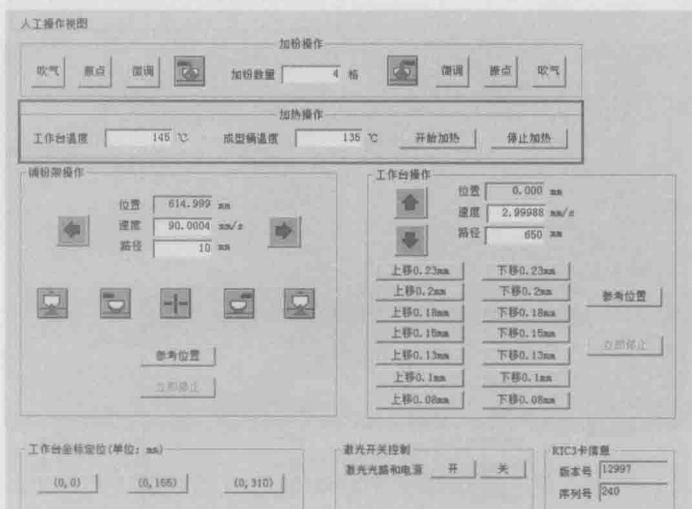 人工操作视图
加粉操作
吹气 原点 微调 加粉数量 4 格 微调 原点 吹气
加热操作
工作台温度 145 ℃ 成型桶温度 135 ℃ 开始加热 停止加热
铺粉辊操作
位置 614.999 mm
速度 90.0004 mm/s
路径 10 mm
参考位置
立即停止
工作台操作
位置 0.000 mm
速度 2.99988 mm/s
路径 650 mm
上移0.23mm 下移0.23mm
上移0.2mm 下移0.2mm
上移0.18mm 下移0.18mm
上移0.15mm 下移0.15mm
上移0.13mm 下移0.13mm
上移0.1mm 下移0.1mm
上移0.08mm 下移0.08mm
参考位置
立即停止
工作台坐标定位(单位: mm)
(0,0) (0,155) (0,310)
激光开关控制
激光光路和电源 开 关
RTC3卡信息
版本号 12997
序列号 240